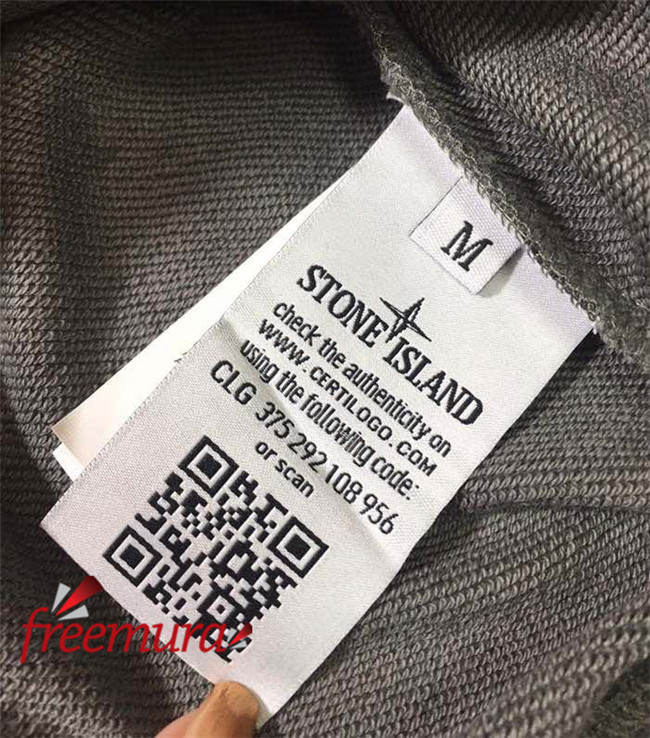 M
STONE ISLAND
check the authenticity on
WWW.CERTILOGO.COM
using the following code:
CLG 375 292 108 956
or scan
freemura